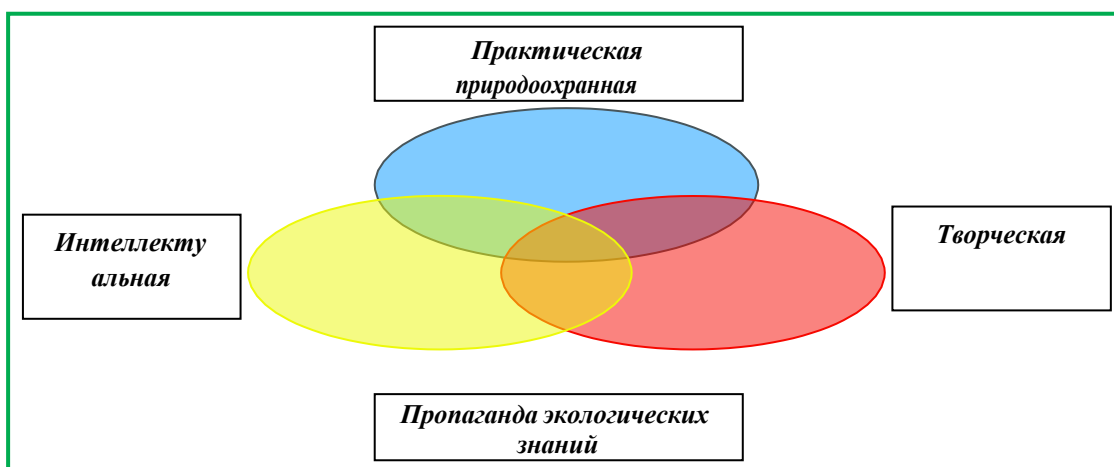 Практическая
природоохранная
Интеллекту
альная
Творческая
Пропаганда экологических
знаний